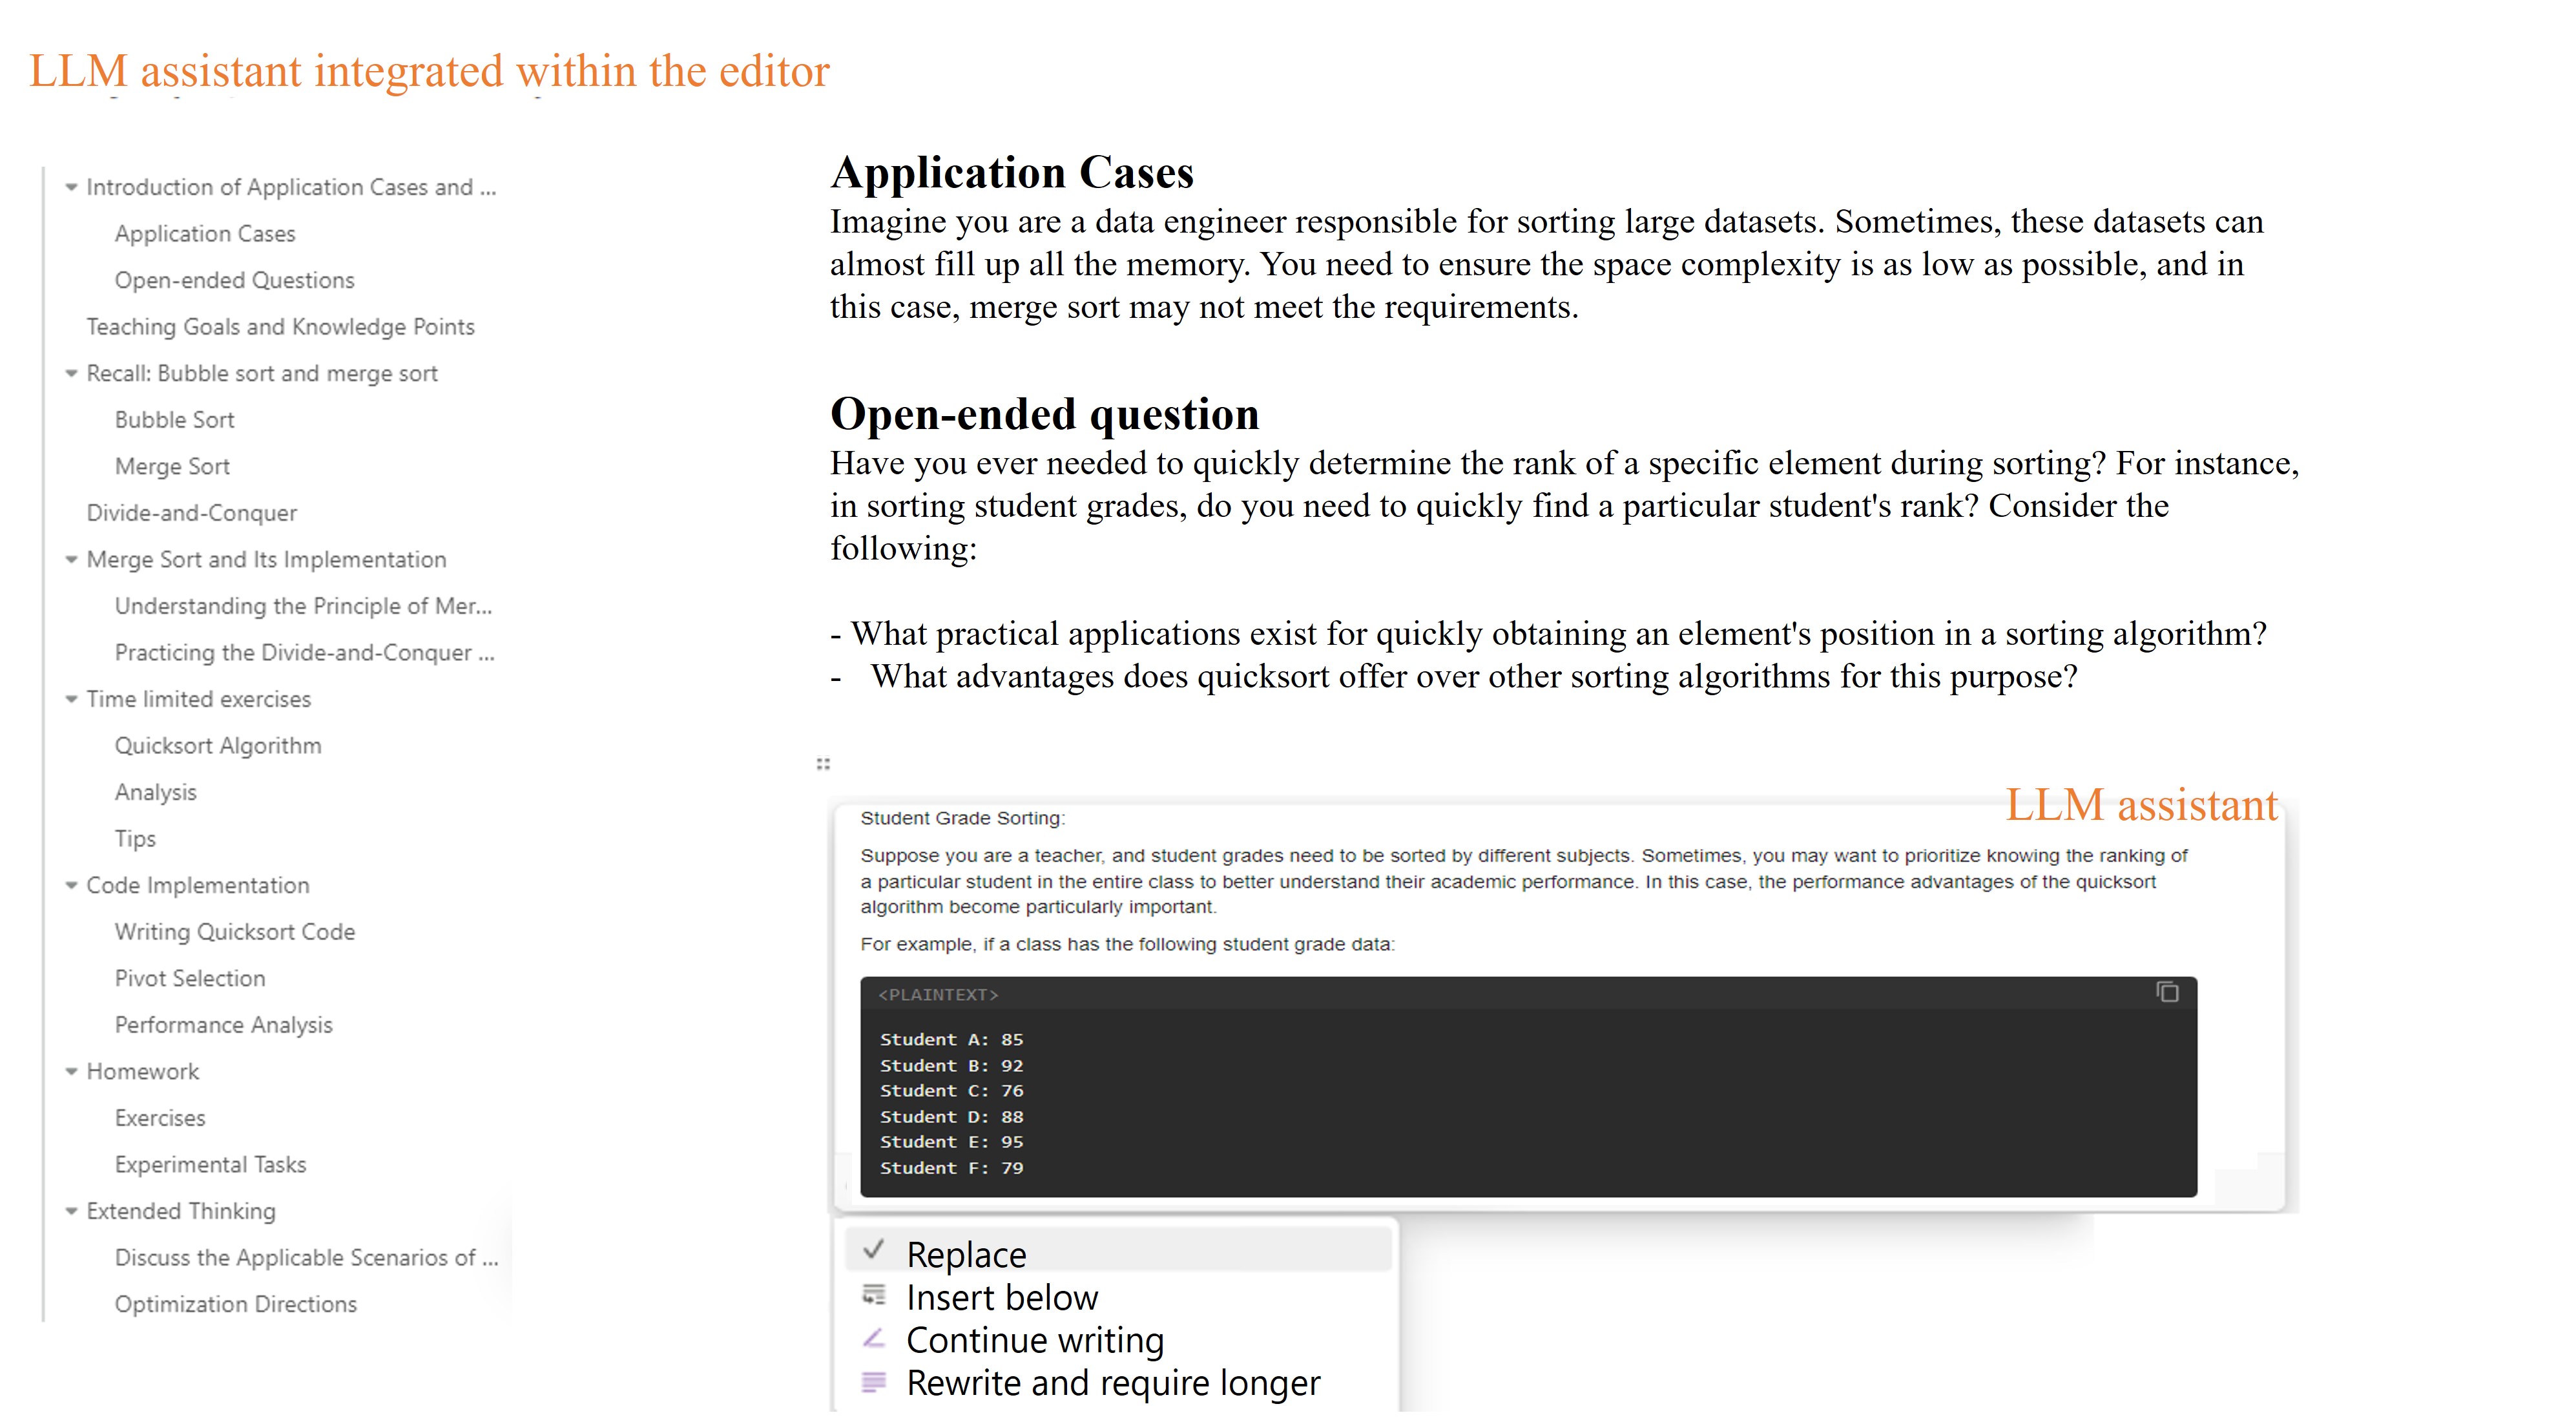 LLM assistant integrated within the editor
Introduction of Application Cases and ...
Application Cases
Open-ended Questions
Teaching Goals and Knowledge Points
Recall: Bubble sort and merge sort
Bubble Sort
Merge Sort
Divide-and-Conquer
Merge Sort and Its Implementation
Understanding the Principle of Mer...
Practicing the Divide-and-Conquer ...
Time limited exercises
Quicksort Algorithm
Analysis
Tips
Code Implementation
Writing Quicksort Code
Pivot Selection
Performance Analysis
Homework
Exercises
Experimental Tasks
Extended Thinking
Discuss the Applicable Scenarios of ...
Optimization Directions
Application Cases
Imagine you are a data engineer responsible for sorting large datasets. Sometimes, these datasets can
almost fill up all the memory. You need to ensure the space complexity is as low as possible, and in
this case, merge sort may not meet the requirements.
Open-ended question
Have you ever needed to quickly determine the rank of a specific element during sorting? For instance,
in sorting student grades, do you need to quickly find a particular student's rank? Consider the
following:
- What practical applications exist for quickly obtaining an element's position in a sorting algorithm?
- What advantages does quicksort offer over other sorting algorithms for this purpose?
LLM assistant
Student Grade Sorting:
Suppose you are a teacher, and student grades need to be sorted by different subjects. Sometimes, you may want to prioritize knowing the ranking of
a particular student in the entire class to better understand their academic performance. In this case, the performance advantages of the quicksort
algorithm become particularly important.
For example, if a class has the following student grade data:
<PLAINTEXT>
Student A: 85
Student B: 92
Student C: 76
Student D: 88
Student E: 95
Student F: 79
Replace
Insert below
Continue writing
Rewrite and require longer